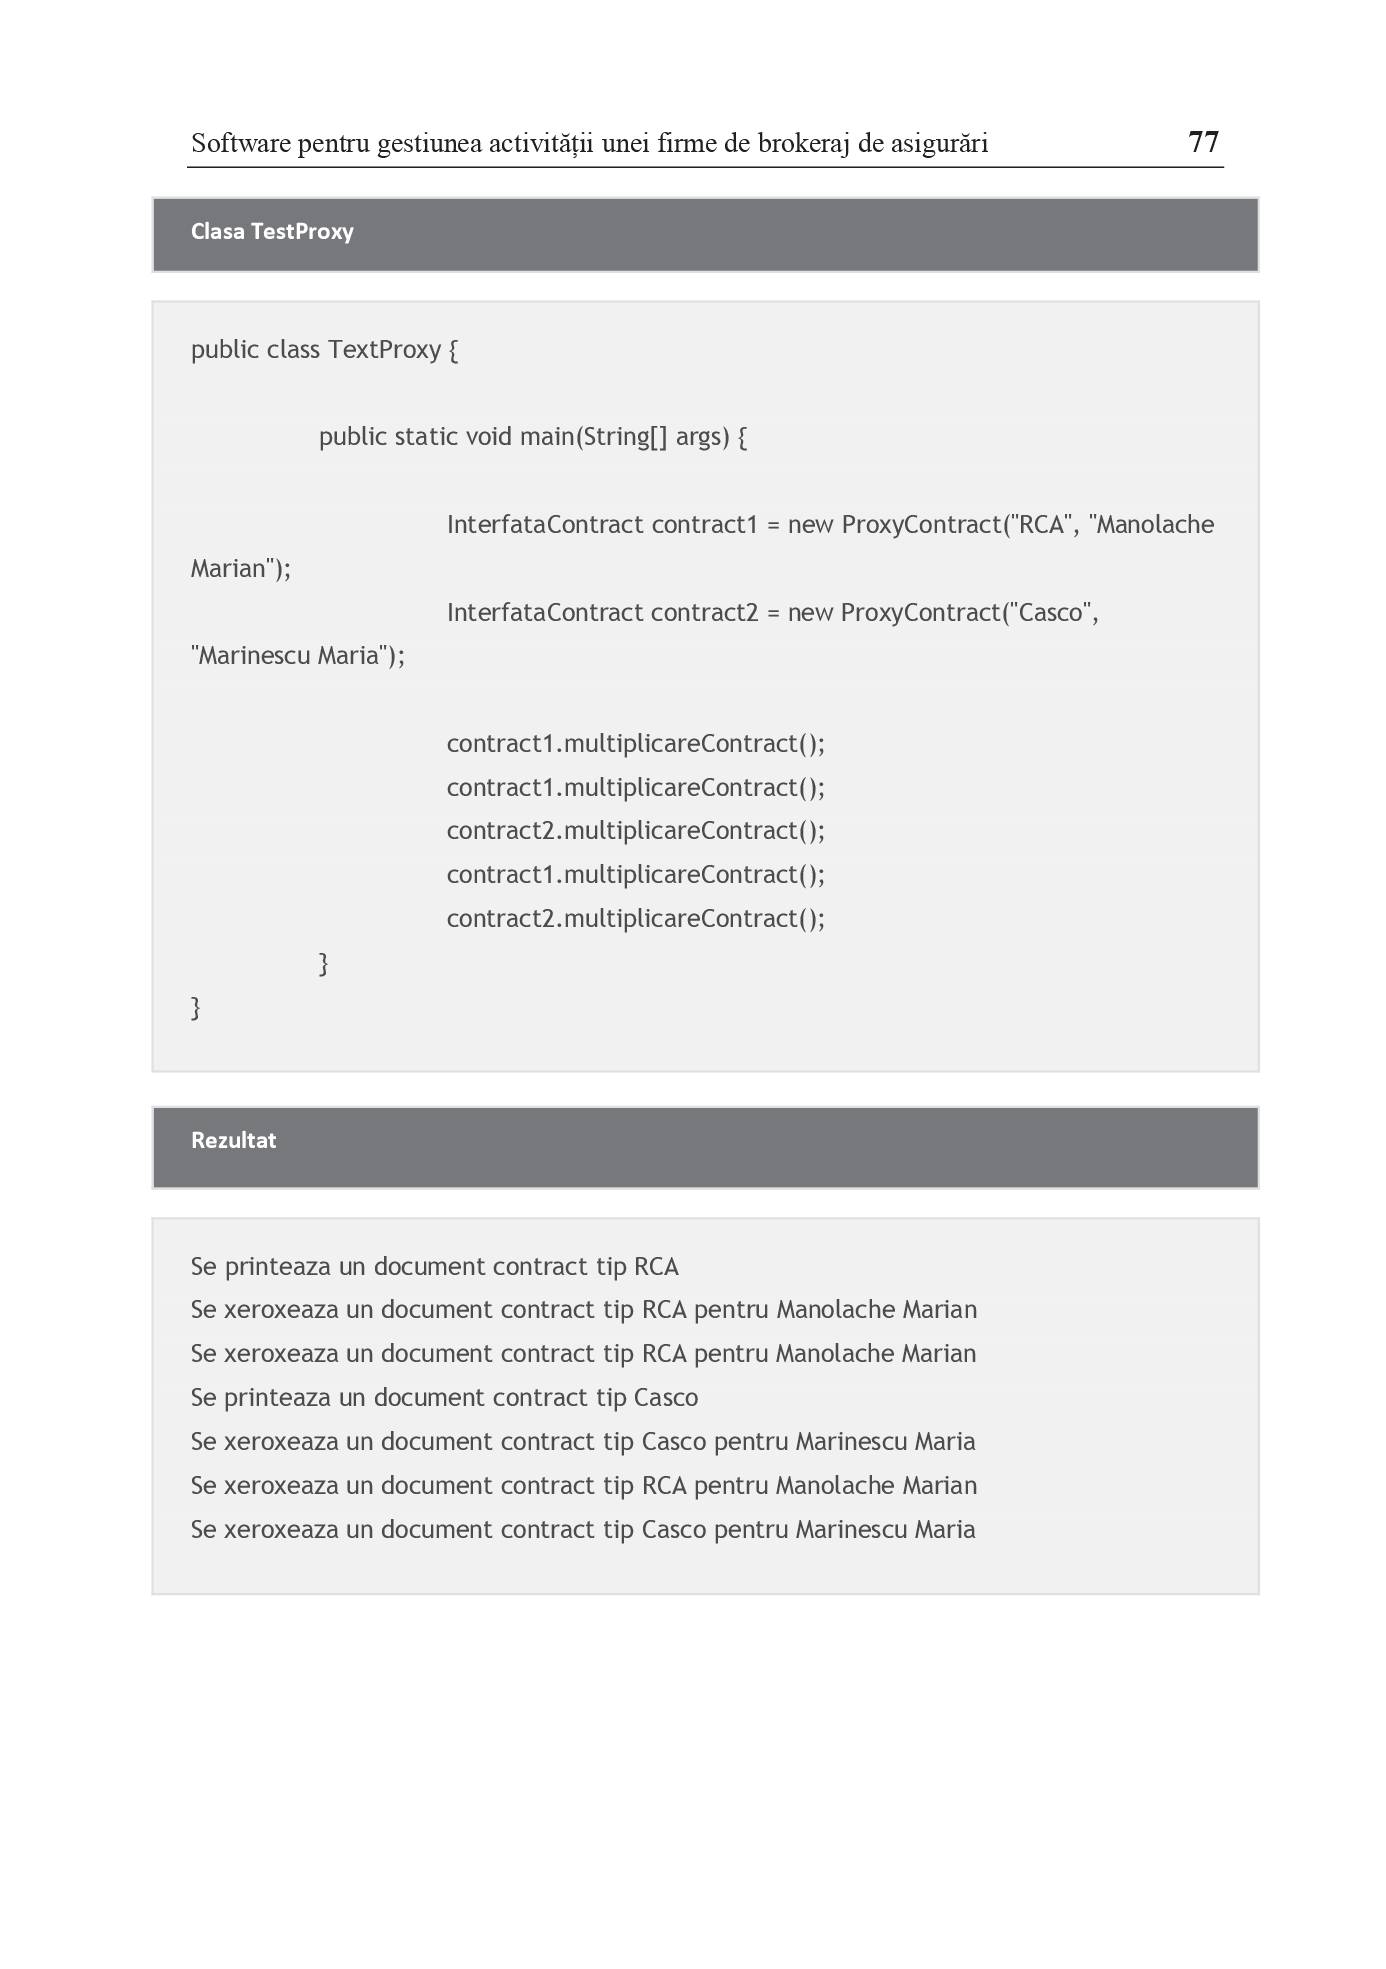 Software pentru gestiunea activității unei firme de brokeraj de asigurări 77
Clasa TestProxy
public class TextProxy {
public static void main(String[] args) {
InterfataContract contract1 = new ProxyContract("RCA", "Manolache
Marian");
InterfataContract contract2 = new ProxyContract("Casco",
"Marinescu Maria");
contract1.multiplicareContract();
contract1.multiplicareContract();
contract2.multiplicareContract();
contract1.multiplicareContract();
contract2.multiplicareContract();
}
}
Rezultat
Se printeaza un document contract tip RCA
Se xeroxeaza un document contract tip RCA pentru Manolache Marian
Se xeroxeaza un document contract tip RCA pentru Manolache Marian
Se printeaza un document contract tip Casco
Se xeroxeaza un document contract tip Casco pentru Marinescu Maria
Se xeroxeaza un document contract tip RCA pentru Manolache Marian
Se xeroxeaza un document contract tip Casco pentru Marinescu Maria